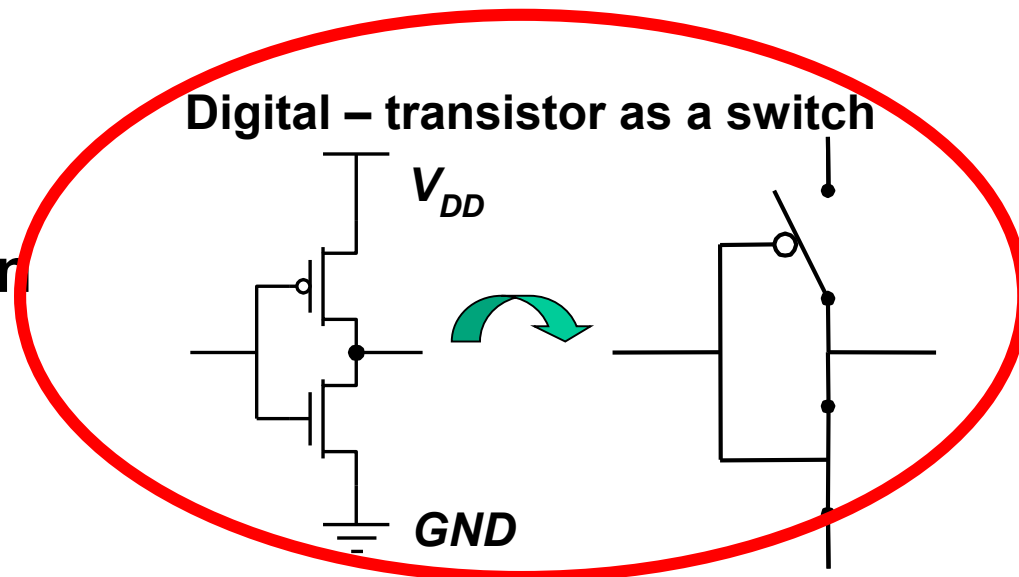 Digital – transistor as a switch
VDD
n
GND